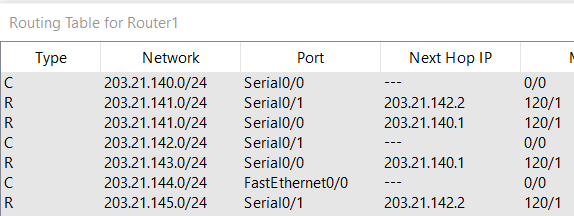 Routing Table for Router1
Type Network Port Next Hop IP
C 203.21.140.0/24 Serial0/0 --- 0/0
R 203.21.141.0/24 Serial0/1 203.21.142.2 120/1
R 203.21.141.0/24 Serial0/0 203.21.140.1 120/1
C 203.21.142.0/24 Serial0/1 --- 0/0
R 203.21.143.0/24 Serial0/0 203.21.140.1 120/1
C 203.21.144.0/24 FastEthernet0/0 --- 0/0
R 203.21.145.0/24 Serial0/1 203.21.142.2 120/1